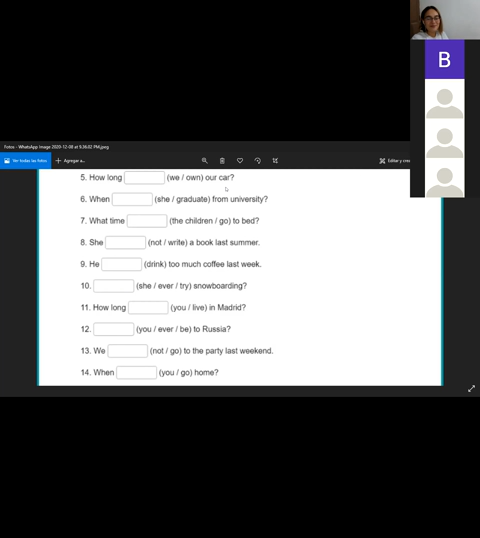 B
Fotos - WhatsApp Image 2020-12-08 at 9.36.02 PM.jpeg
Ver todas las fotos
Agregar a...
Editar y crea
5. How long (we / own) our car?
6. When (she / graduate) from university?
7. What time (the children / go) to bed?
8. She (not / write) a book last summer.
9. He (drink) too much coffee last week.
10. (she / ever / try) snowboarding?
11. How long (you / live) in Madrid?
12. (you / ever / be) to Russia?
13. We (not / go) to the party last weekend.
14. When (you / go) home?